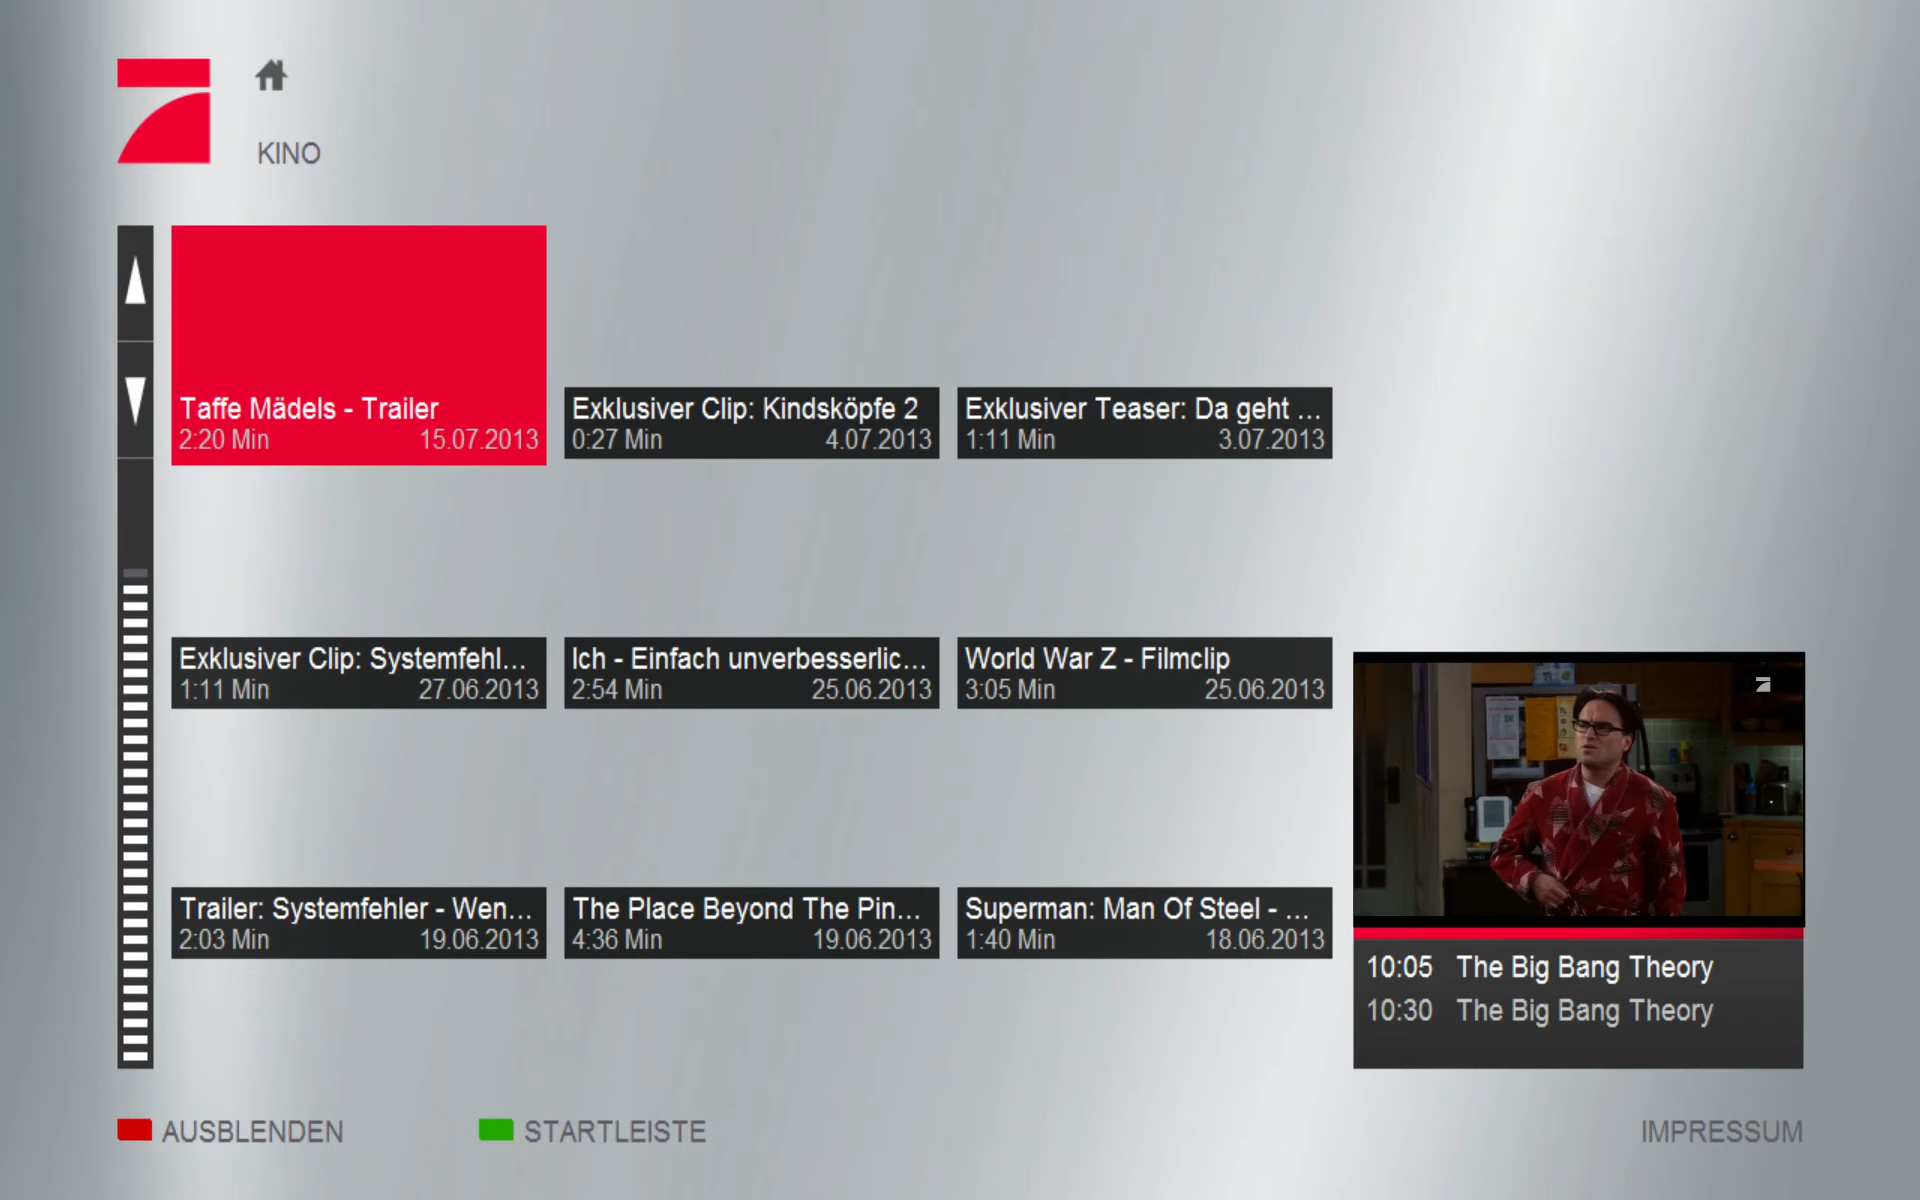 KINO
Taffe Mädels - Trailer
2:20 Min 15.07.2013
Exklusiver Clip: Kindsköpfe 2
0:27 Min 4.07.2013
Exklusiver Teaser: Da geht ...
1:11 Min 3.07.2013
Exklusiver Clip: Systemfehl...
1:11 Min 27.06.2013
Ich - Einfach unverbesserlic...
2:54 Min 25.06.2013
World War Z - Filmclip
3:05 Min 25.06.2013
Trailer: Systemfehler - Wen...
2:03 Min 19.06.2013
The Place Beyond The Pin...
4:36 Min 19.06.2013
Superman: Man Of Steel - ...
1:40 Min 18.06.2013
10:05 The Big Bang Theory
10:30 The Big Bang Theory
AUSBLENDEN
STARTLEISTE
IMPRESSUM